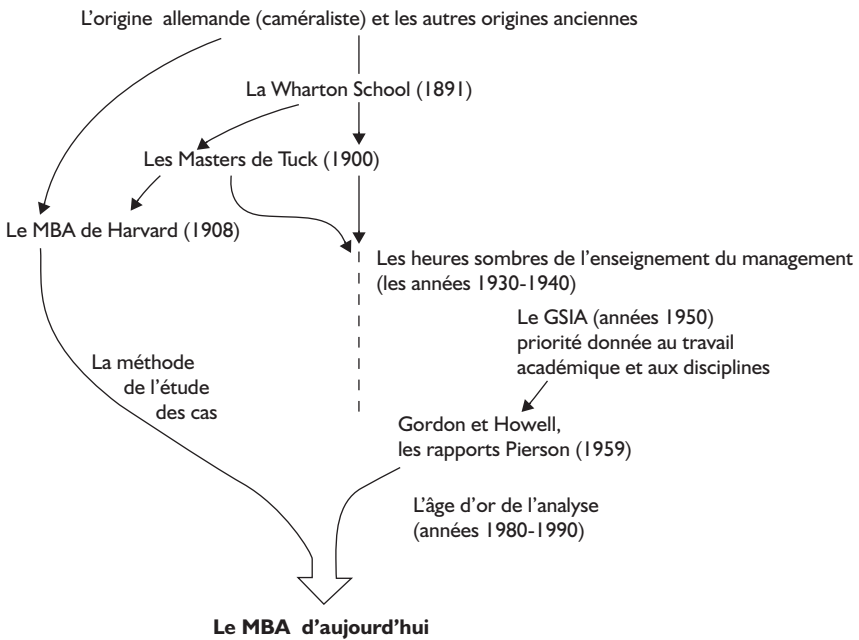 L'origine allemande (caméraliste) et les autres origines anciennes
La Wharton School (1891)
Les Masters de Tuck (1900)
Le MBA de Harvard (1908)
Les heures sombres de l'enseignement du management
(les années 1930-1940)
Le GSIA (années 1950)
priorité donnée au travail
académique et aux disciplines
La méthode
de l'étude
des cas
Gordon et Howell,
les rapports Pierson (1959)
L'âge d'or de l'analyse
(années 1980-1990)
Le MBA d'aujourd'hui